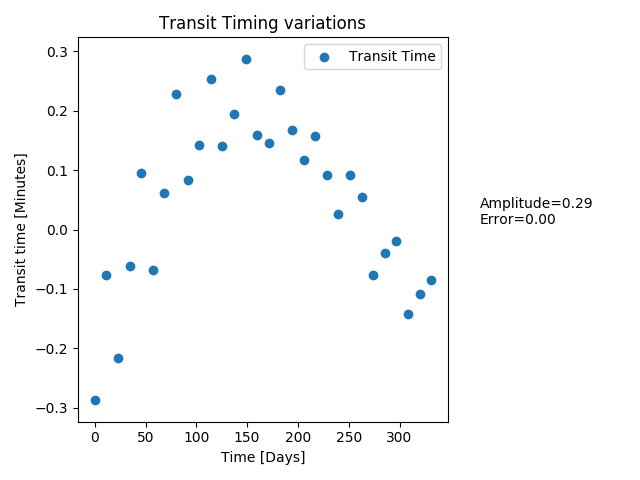 Transit Timing variations
Transit Time
0.3
0.2
0.1
0.0
−0.1
−0.2
−0.3
Transit time [Minutes]
Amplitude=0.29
Error=0.00
0
50
100
150
200
250
300
Time [Days]